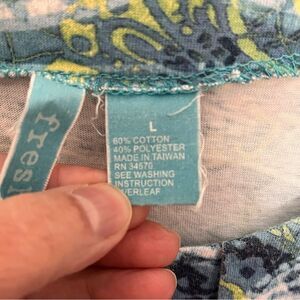 fresh
L
60% COTTON
40% POLYESTER
MADE IN TAIWAN
RN 34570
SEE WASHING
INSTRUCTION
OVERLEAF